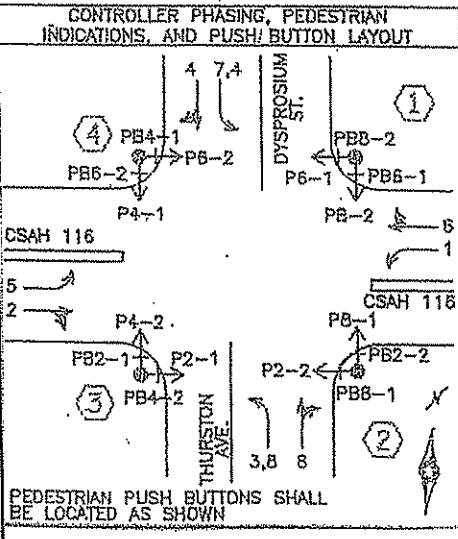 CONTROLLER PHASING, PEDESTRIAN
INDICATIONS, AND PUSH BUTTON LAYOUT
4 7,4
DYSPROSIUM
ST.
1
4
PB4-1
PB8-2
PB6-2
P6-2
P6-1
PB6-1
P4-1
P8-2
CSAH 116
6
1
5
2
CSAH 116
P4-2
P8-1
PB2-1
P2-1
P2-2
PB2-2
PB4-2
PB8-1
3
THURSTON
AVE.
2
3,8 8
PEDESTRIAN PUSH BUTTONS SHALL
BE LOCATED AS SHOWN